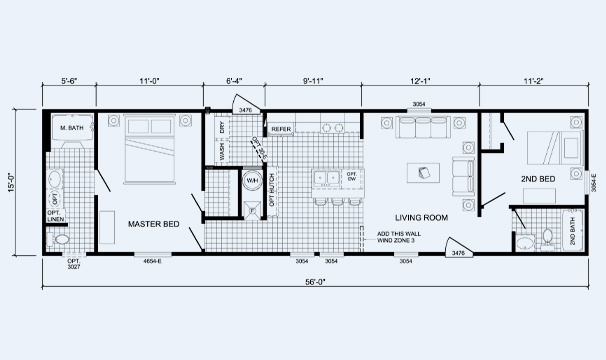 5'-6"
11'-0"
6'-4"
9'-11"
12'-1"
11'-2"
3476
3054
M. BATH
DRY
WASH
REFER
W/H
OPT HUTCH
OPT.
DW
OPT
OPT.
LINEN
MASTER BED
LIVING ROOM
2ND BED
2ND BATH
ADD THIS WALL
WIND ZONE 3
3054-E
15'-0"
OPT.
3027
4654-E
3054
3054
3054
3476
56'-0"